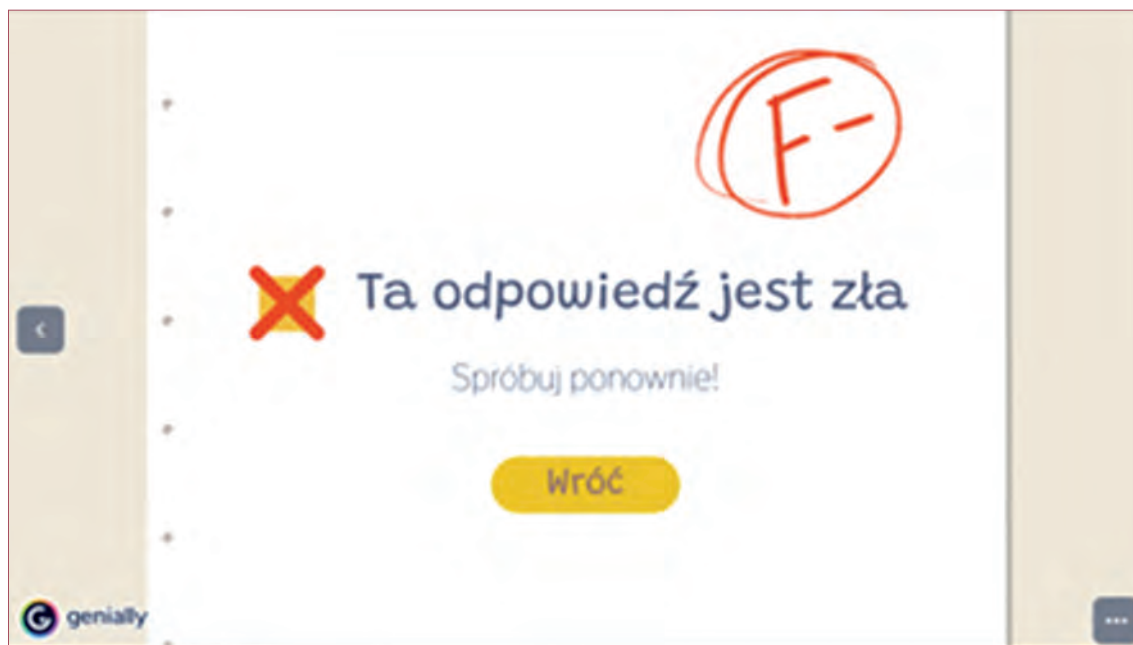 F-
Ta odpowiedź jest zła
Spróbuj ponownie!
Wróć
genially